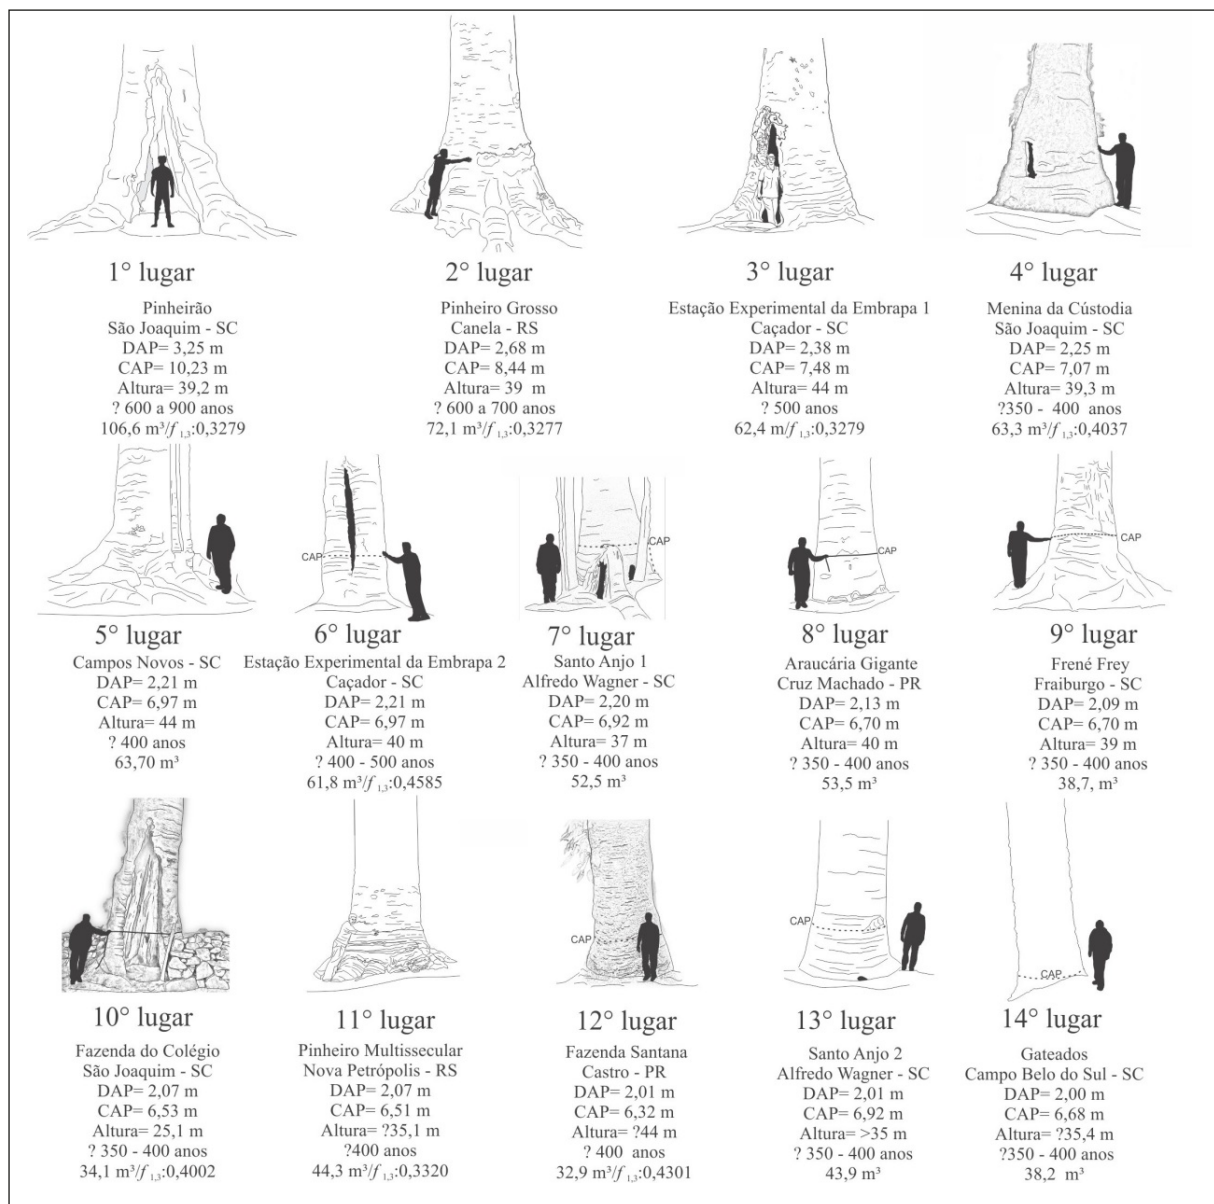 1° lugar
Pinheirão
São Joaquim - SC
DAP= 3,25 m
CAP= 10,23 m
Altura= 39,2 m
? 600 a 900 anos
106,6 m³/f 1,3:0,3279
2° lugar
Pinheiro Grosso
Canela - RS
DAP= 2,68 m
CAP= 8,44 m
Altura= 39 m
? 600 a 700 anos
72,1 m³/f 1,3:0,3277
3° lugar
Estação Experimental da Embrapa 1
Caçador - SC
DAP= 2,38 m
CAP= 7,48 m
Altura= 44 m
? 500 anos
62,4 m/f 1,3:0,3279
4° lugar
Menina da Cústodia
São Joaquim - SC
DAP= 2,25 m
CAP= 7,07 m
Altura= 39,3 m
?350 - 400 anos
63,3 m³/f 1,3:0,4037
5° lugar
Campos Novos - SC
DAP= 2,21 m
CAP= 6,97 m
Altura= 44 m
? 400 anos
63,70 m³
CAP
6° lugar
Estação Experimental da Embrapa 2
Caçador - SC
DAP= 2,21 m
CAP= 6,97 m
Altura= 40 m
? 400 - 500 anos
61,8 m³/f 1,3:0,4585
CAP
7° lugar
Santo Anjo 1
Alfredo Wagner - SC
DAP= 2,20 m
CAP= 6,92 m
Altura= 37 m
? 350 - 400 anos
52,5 m³
CAP
8° lugar
Araucária Gigante
Cruz Machado - PR
DAP= 2,13 m
CAP= 6,70 m
Altura= 40 m
? 350 - 400 anos
53,5 m³
CAP
9° lugar
Frené Frey
Fraiburgo - SC
DAP= 2,09 m
CAP= 6,70 m
Altura= 39 m
? 350 - 400 anos
38,7, m³
10° lugar
Fazenda do Colégio
São Joaquim - SC
DAP= 2,07 m
CAP= 6,53 m
Altura= 25,1 m
? 350 - 400 anos
34,1 m³/f 1,3:0,4002
11° lugar
Pinheiro Multissecular
Nova Petrópolis - RS
DAP= 2,07 m
CAP= 6,51 m
Altura= ?35,1 m
?400 anos
44,3 m³/f 1,3:0,3320
CAP
12° lugar
Fazenda Santana
Castro - PR
DAP= 2,01 m
CAP= 6,32 m
Altura= ?44 m
? 400 anos
32,9 m³/f 1,3:0,4301
CAP
13° lugar
Santo Anjo 2
Alfredo Wagner - SC
DAP= 2,01 m
CAP= 6,92 m
Altura= >35 m
? 350 - 400 anos
43,9 m³
CAP
14° lugar
Gateados
Campo Belo do Sul - SC
DAP= 2,00 m
CAP= 6,68 m
Altura= ?35,4 m
?350 - 400 anos
38,2 m³